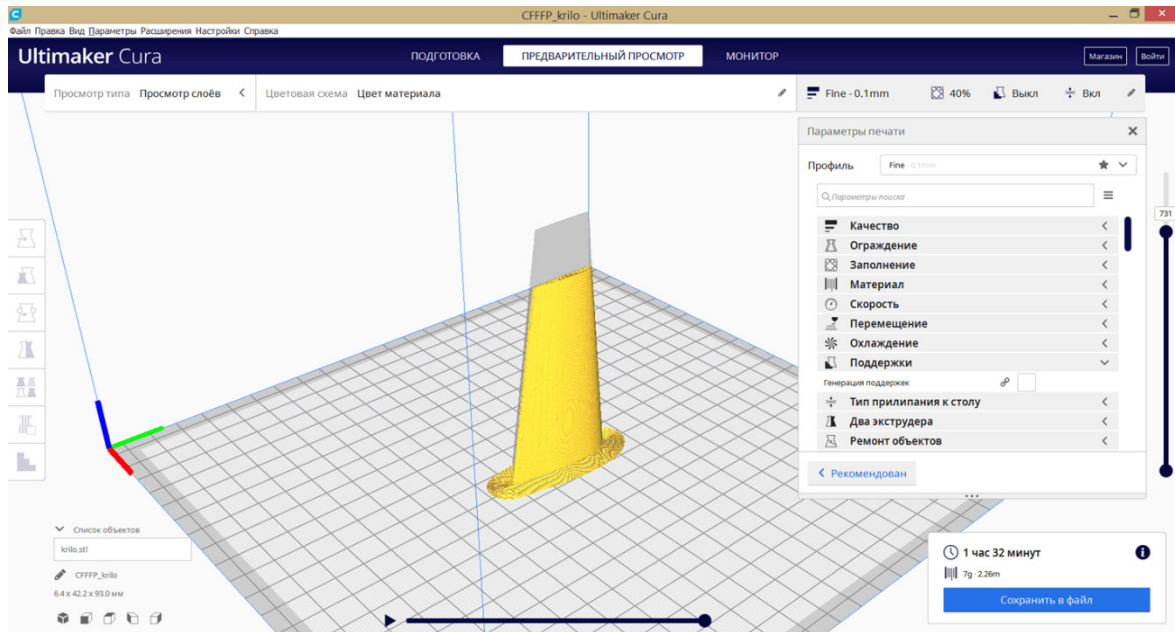 CFFFP_krilo - Ultimaker Cura
Файл Правка Вид Параметры Расширения Настройки Справка
Ultimaker Cura
ПОДГОТОВКА
ПРЕДВАРИТЕЛЬНЫЙ ПРОСМОТР
МОНИТОР
Магазин
Войти
Просмотр типа Просмотр слоёв
Цветовая схема Цвет материала
Fine - 0.1mm
40%
Выкл
Вкл
Параметры печати
Профиль
Fine 0.1mm
Параметры поиска
731
Качество
Ограждение
Заполнение
Материал
Скорость
Перемещение
Охлаждение
Поддержки
Генерация поддержек
Тип прилипания к столу
Два экструдера
Ремонт объектов
Рекомендован
Список объектов
krilo.stl
CFFFP_krilo
6.4 x 42.2 x 93.0 мм
1 час 32 минут
7g · 2.26m
Сохранить в файл